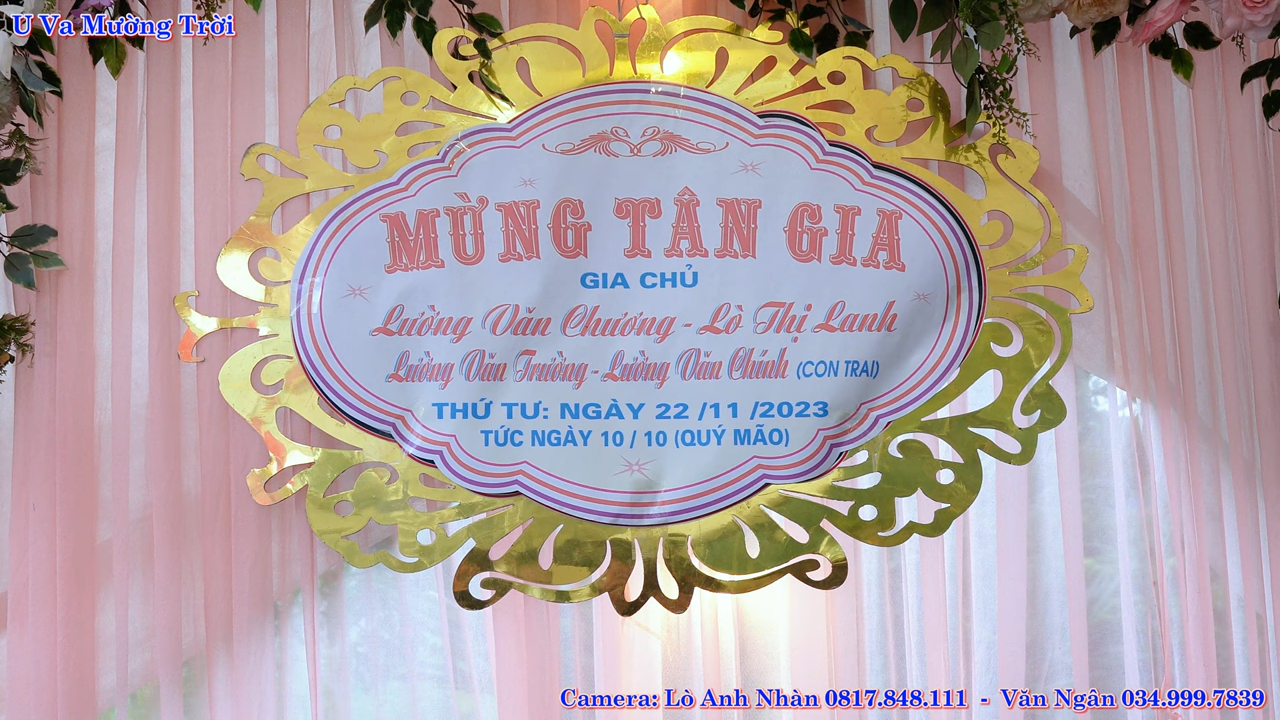 U Va Mường Trời
MỪNG TÂN GIA
GIA CHỦ
Lường Văn Chương - Lò Thị Lanh
Lường Văn Trường - Lường Văn Chính (CON TRAI)
THỨ TƯ: NGÀY 22 /11 /2023
TỨC NGÀY 10 / 10 (QUÝ MÃO)
Camera: Lò Anh Nhàn 0817.848.111 - Văn Ngân 034.999.7839